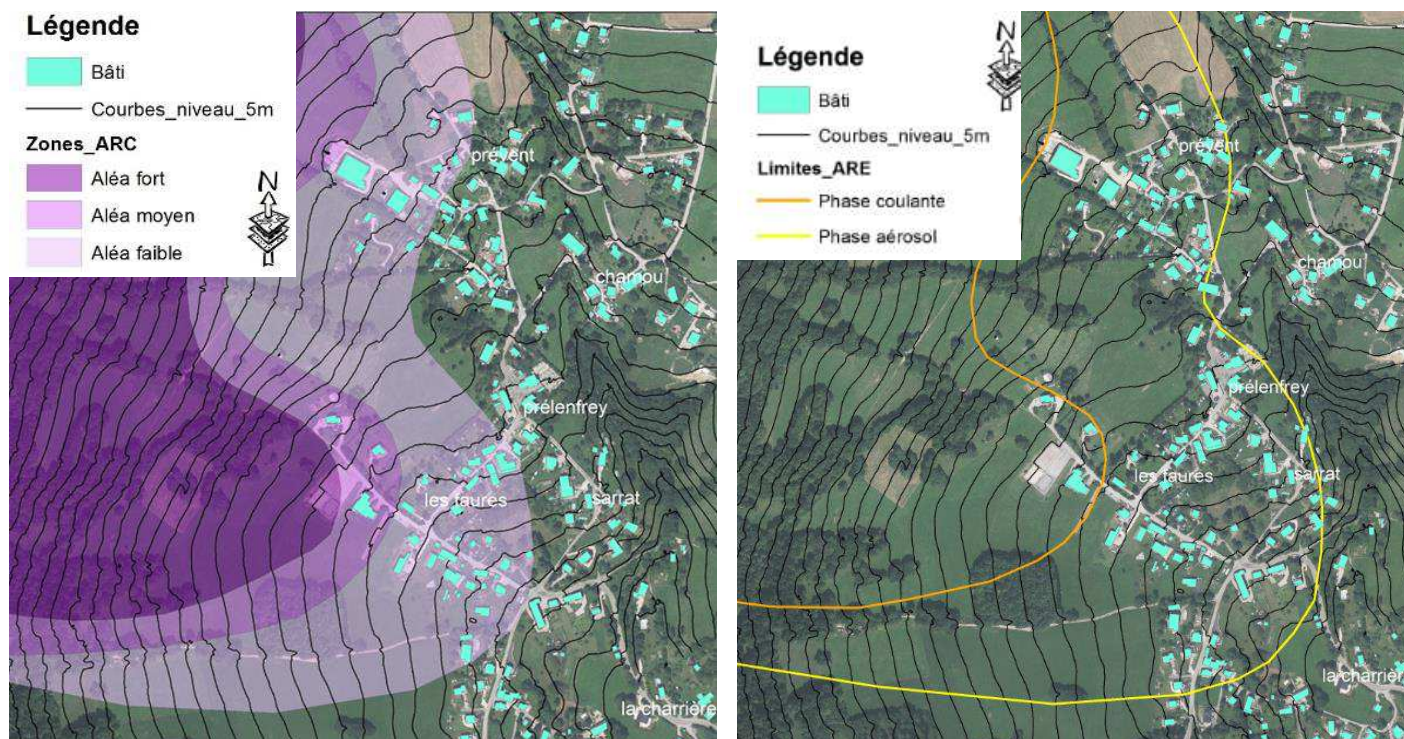 Légende
Bâti
Courbes_niveau_5m
Zones_ARC
Aléa fort
Aléa moyen
Aléa faible
N
prévent
chamou
prélenfrey
les faures
sarrat
la charrière
Légende
Bâti
Courbes_niveau_5m
Limites_ARE
Phase coulante
Phase aérosol
N
prévent
chamou
prélenfrey
les faures
sarrat
la charrière